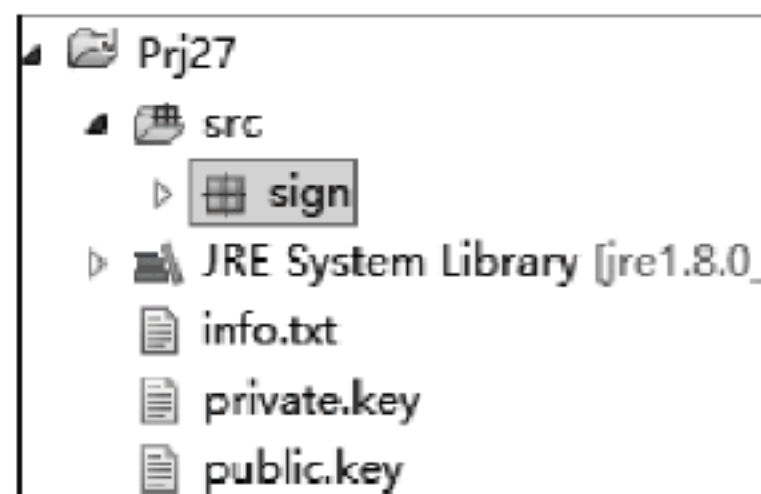 Prj27
src
sign
JRE System Library [jre1.8.0_
info.txt
private.key
public.key